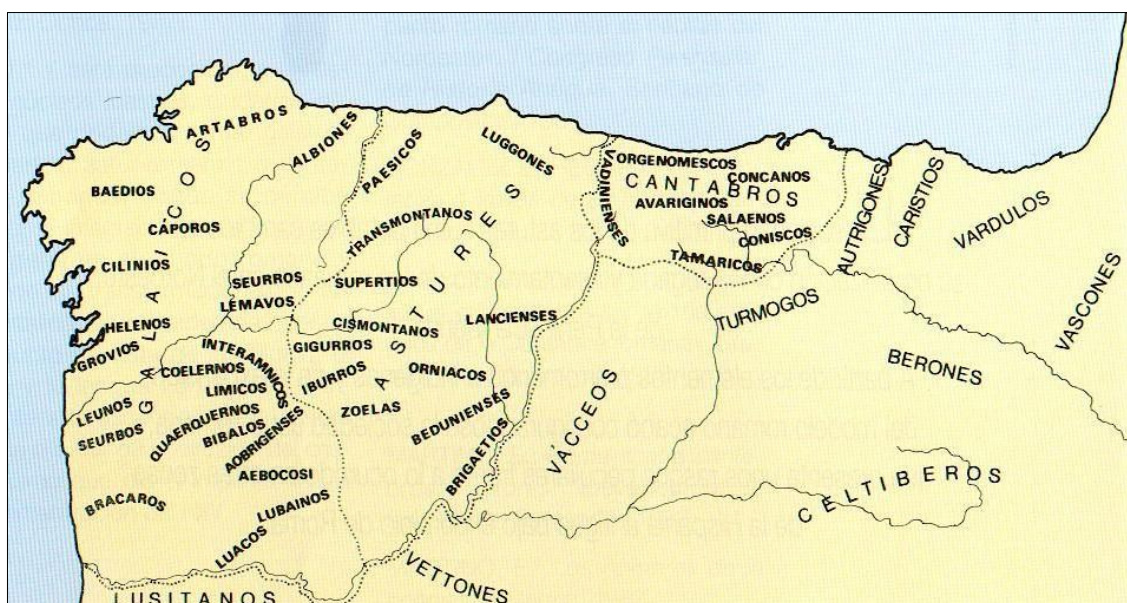 ARTABROS
ALBIONES
PAESICOS
LUGGONES
VADINIENSES
ORGENOMESCOS
CONCANOS
CANTABROS
AVARIGINOS
SALAENOS
CONISCOS
TAMARICOS
AUTRIGONES
CARISTIOS
VARDULOS
VASCONES
BAEDIOS
CÁPOROS
CILINIOS
HELENOS
GROVIOS
GALAICOS
SEURROS
LEMAVOS
TRANSMONTANOS
SUPERTIOS
CISMONTANOS
LANCIENSES
ASTURES
GIGURROS
INTERAMNICOS
COELERNOS
LIMICOS
IBURROS
ORNIACOS
ZOELAS
BEDUNIENSES
BRIGAETIOS
LEUNOS
SEURBOS
QUAERQUERNOS
BIBALOS
AOBRIGENSES
AEBOCOSI
BRACAROS
LUBAINOS
LUACOS
TURMOGOS
BERONES
VÁCCEOS
CELTIBEROS
VETTONES
LUSITANOS